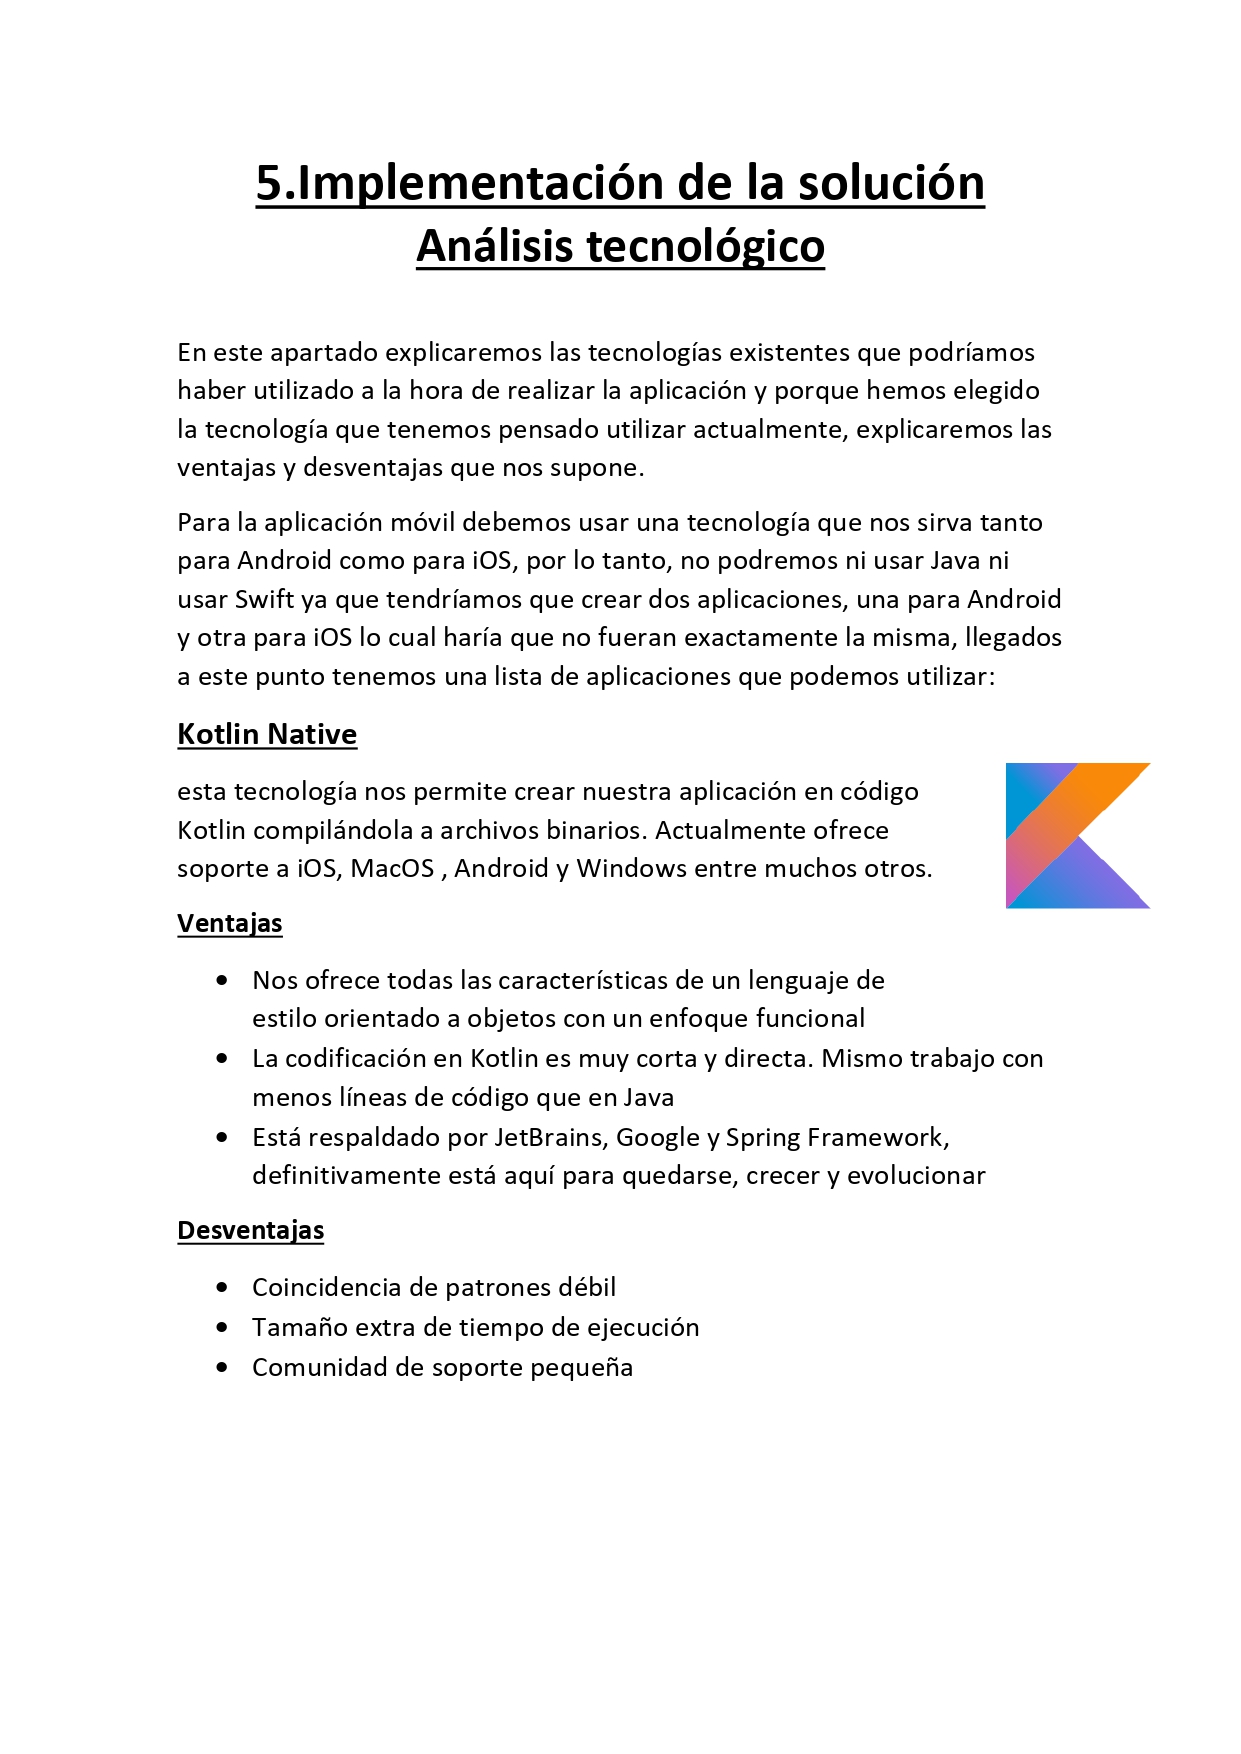 5.Implementación de la solución
Análisis tecnológico
En este apartado explicaremos las tecnologías existentes que podríamos
haber utilizado a la hora de realizar la aplicación y porque hemos elegido
la tecnología que tenemos pensado utilizar actualmente, explicaremos las
ventajas y desventajas que nos supone.
Para la aplicación móvil debemos usar una tecnología que nos sirva tanto
para Android como para iOS, por lo tanto, no podremos ni usar Java ni
usar Swift ya que tendríamos que crear dos aplicaciones, una para Android
y otra para iOS lo cual haría que no fueran exactamente la misma, llegados
a este punto tenemos una lista de aplicaciones que podemos utilizar:
Kotlin Native
esta tecnología nos permite crear nuestra aplicación en código
Kotlin compilándola a archivos binarios. Actualmente ofrece
soporte a iOS, MacOS , Android y Windows entre muchos otros.
Ventajas
• Nos ofrece todas las características de un lenguaje de
estilo orientado a objetos con un enfoque funcional
• La codificación en Kotlin es muy corta y directa. Mismo trabajo con
menos líneas de código que en Java
• Está respaldado por JetBrains, Google y Spring Framework,
definitivamente está aquí para quedarse, crecer y evolucionar
Desventajas
• Coincidencia de patrones débil
• Tamaño extra de tiempo de ejecución
• Comunidad de soporte pequeña